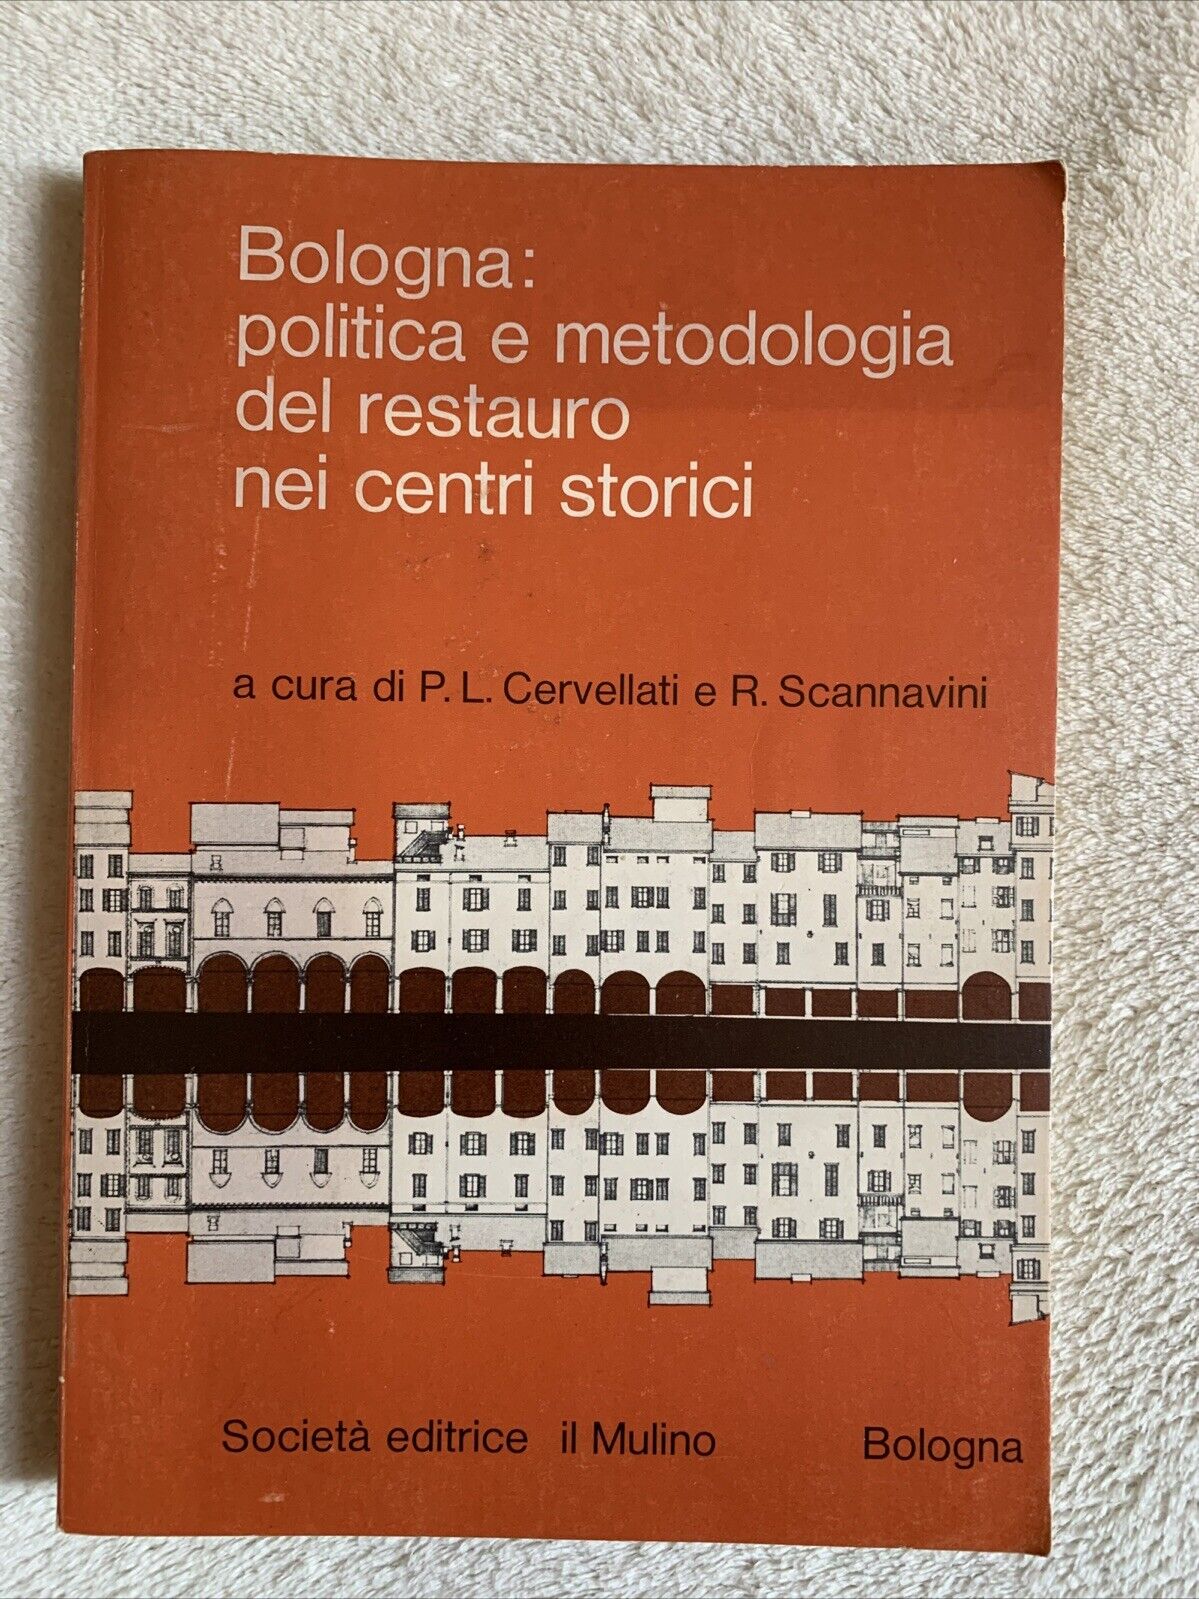 Bologna:
politica e metodologia
del restauro
nei centri storici
a cura di P. L. Cervellati e R. Scannavini
Società editrice il Mulino Bologna